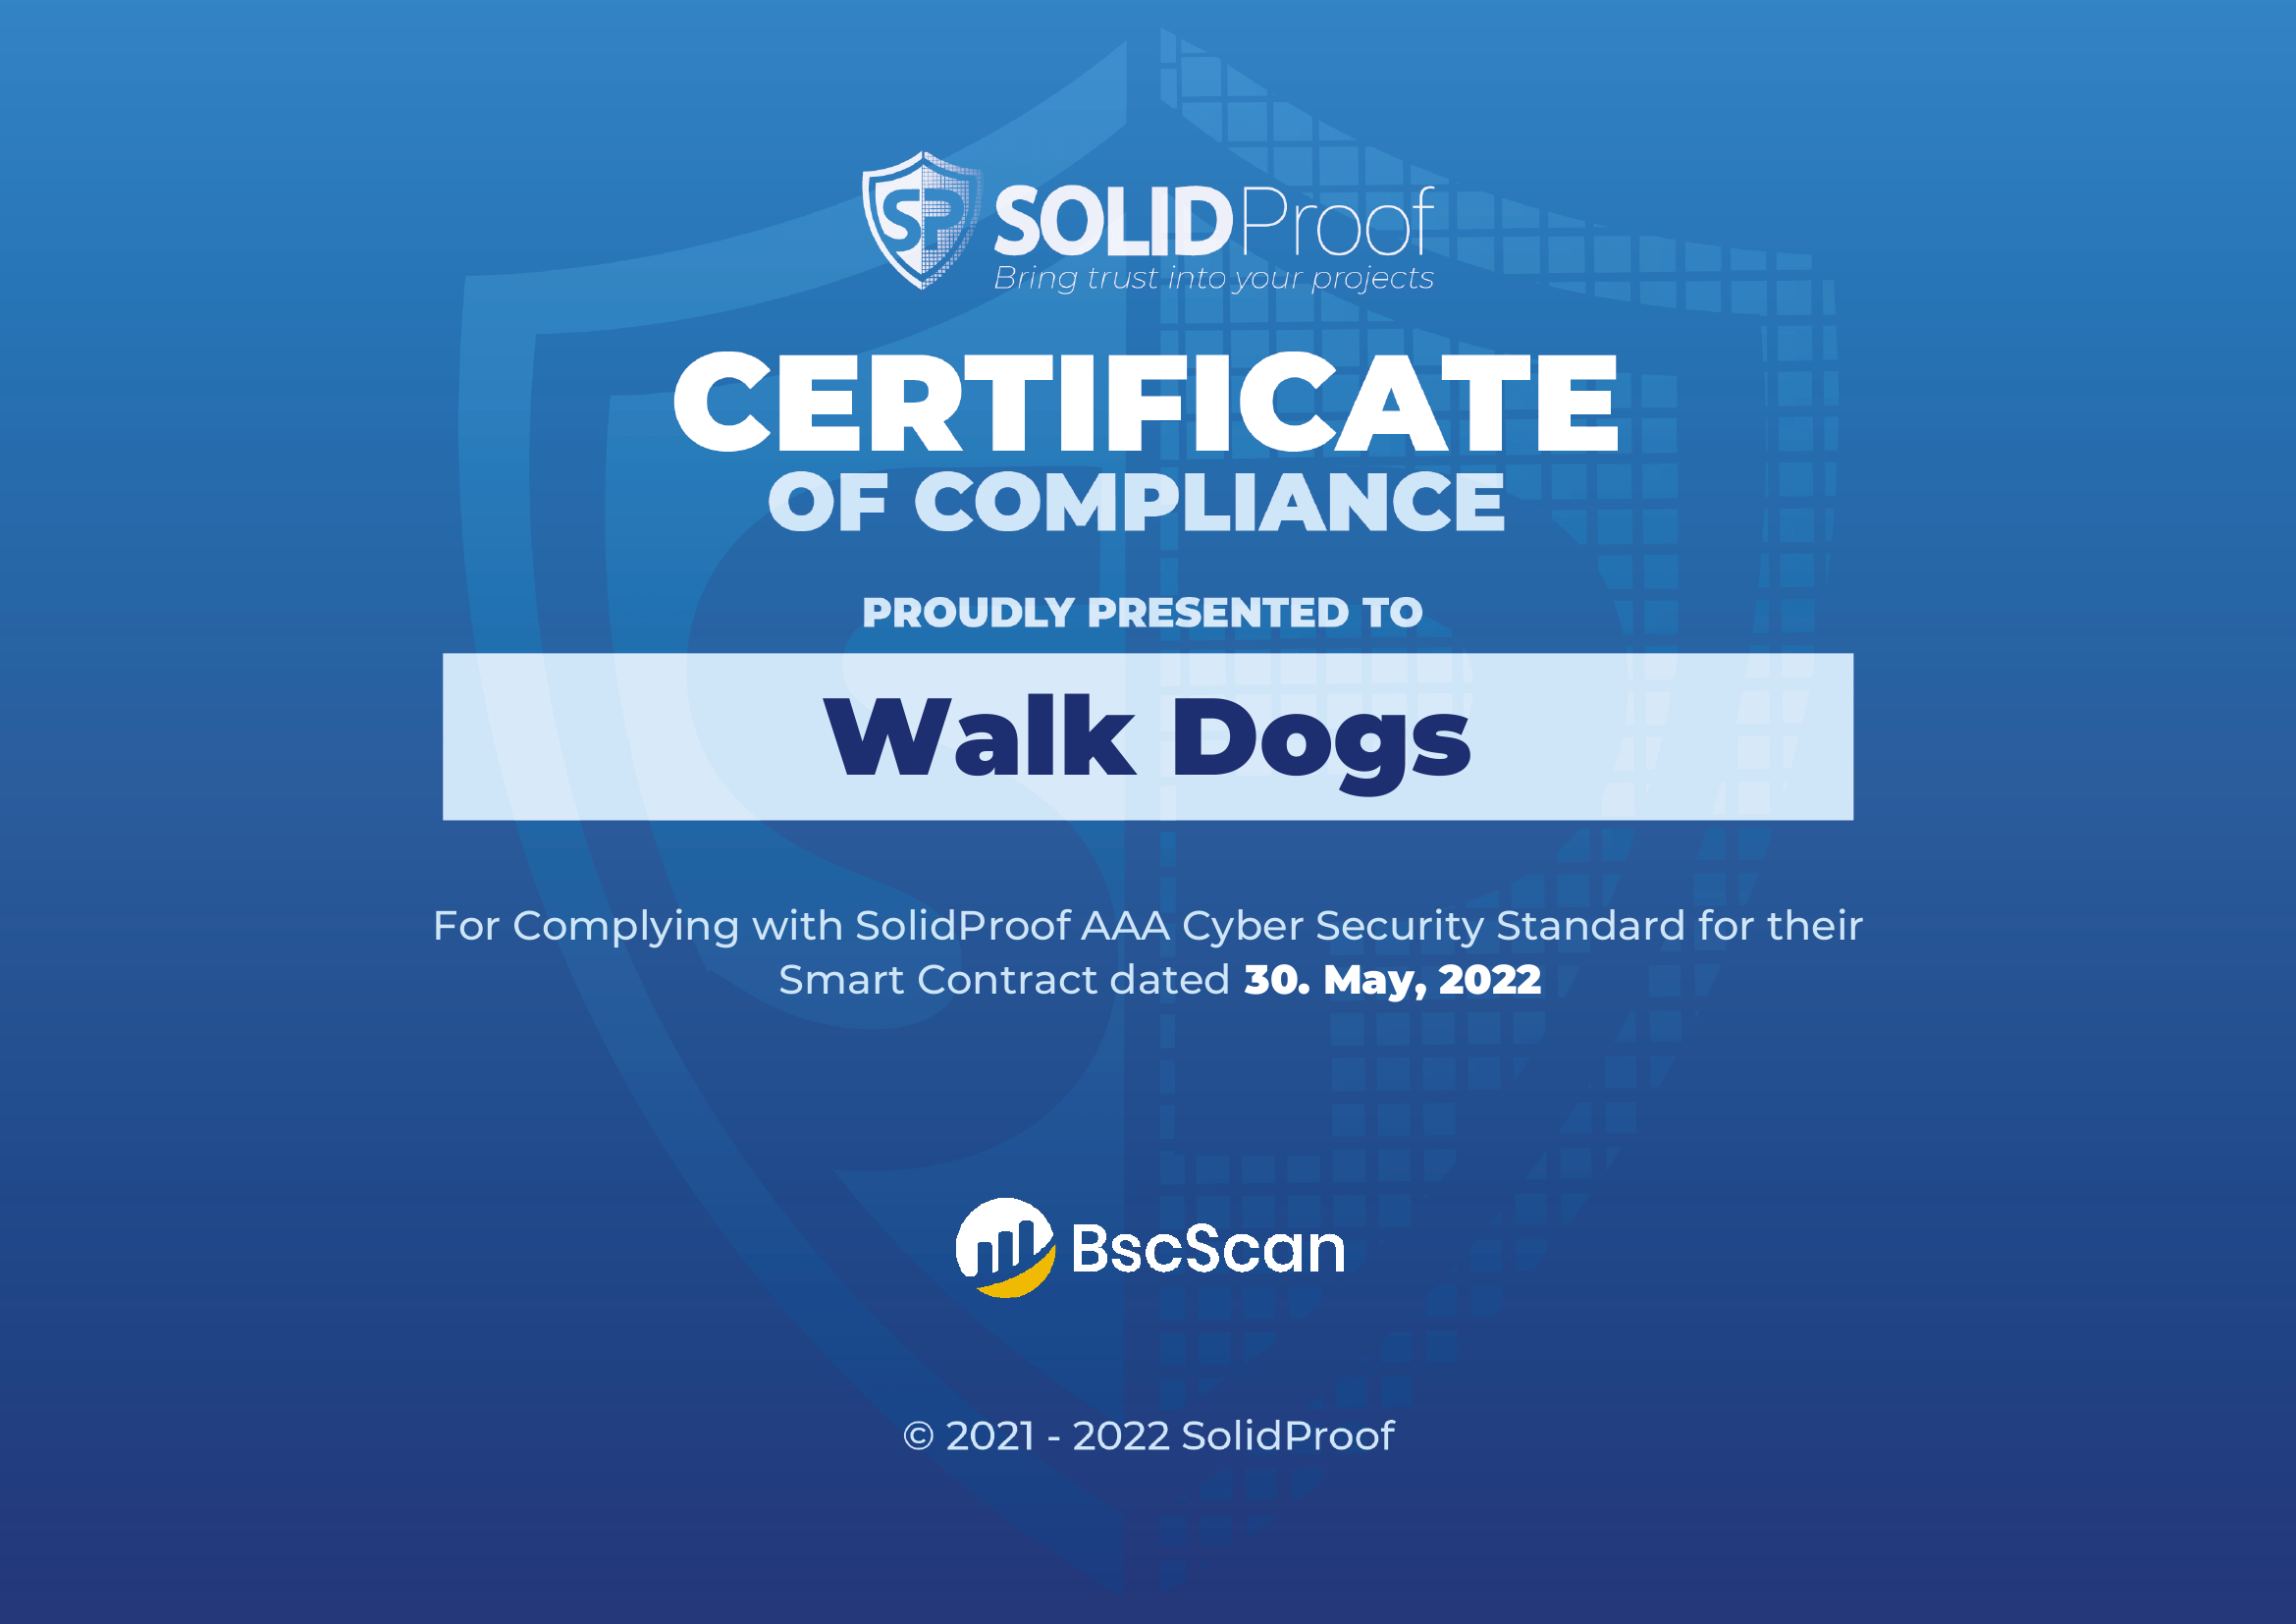 SP SOLIDProof
Bring trust into your projects
CERTIFICATE
OF COMPLIANCE
PROUDLY PRESENTED TO
Walk Dogs
For Complying with SolidProof AAA Cyber Security Standard for their
Smart Contract dated 30. May, 2022
BscScan
© 2021 - 2022 SolidProof